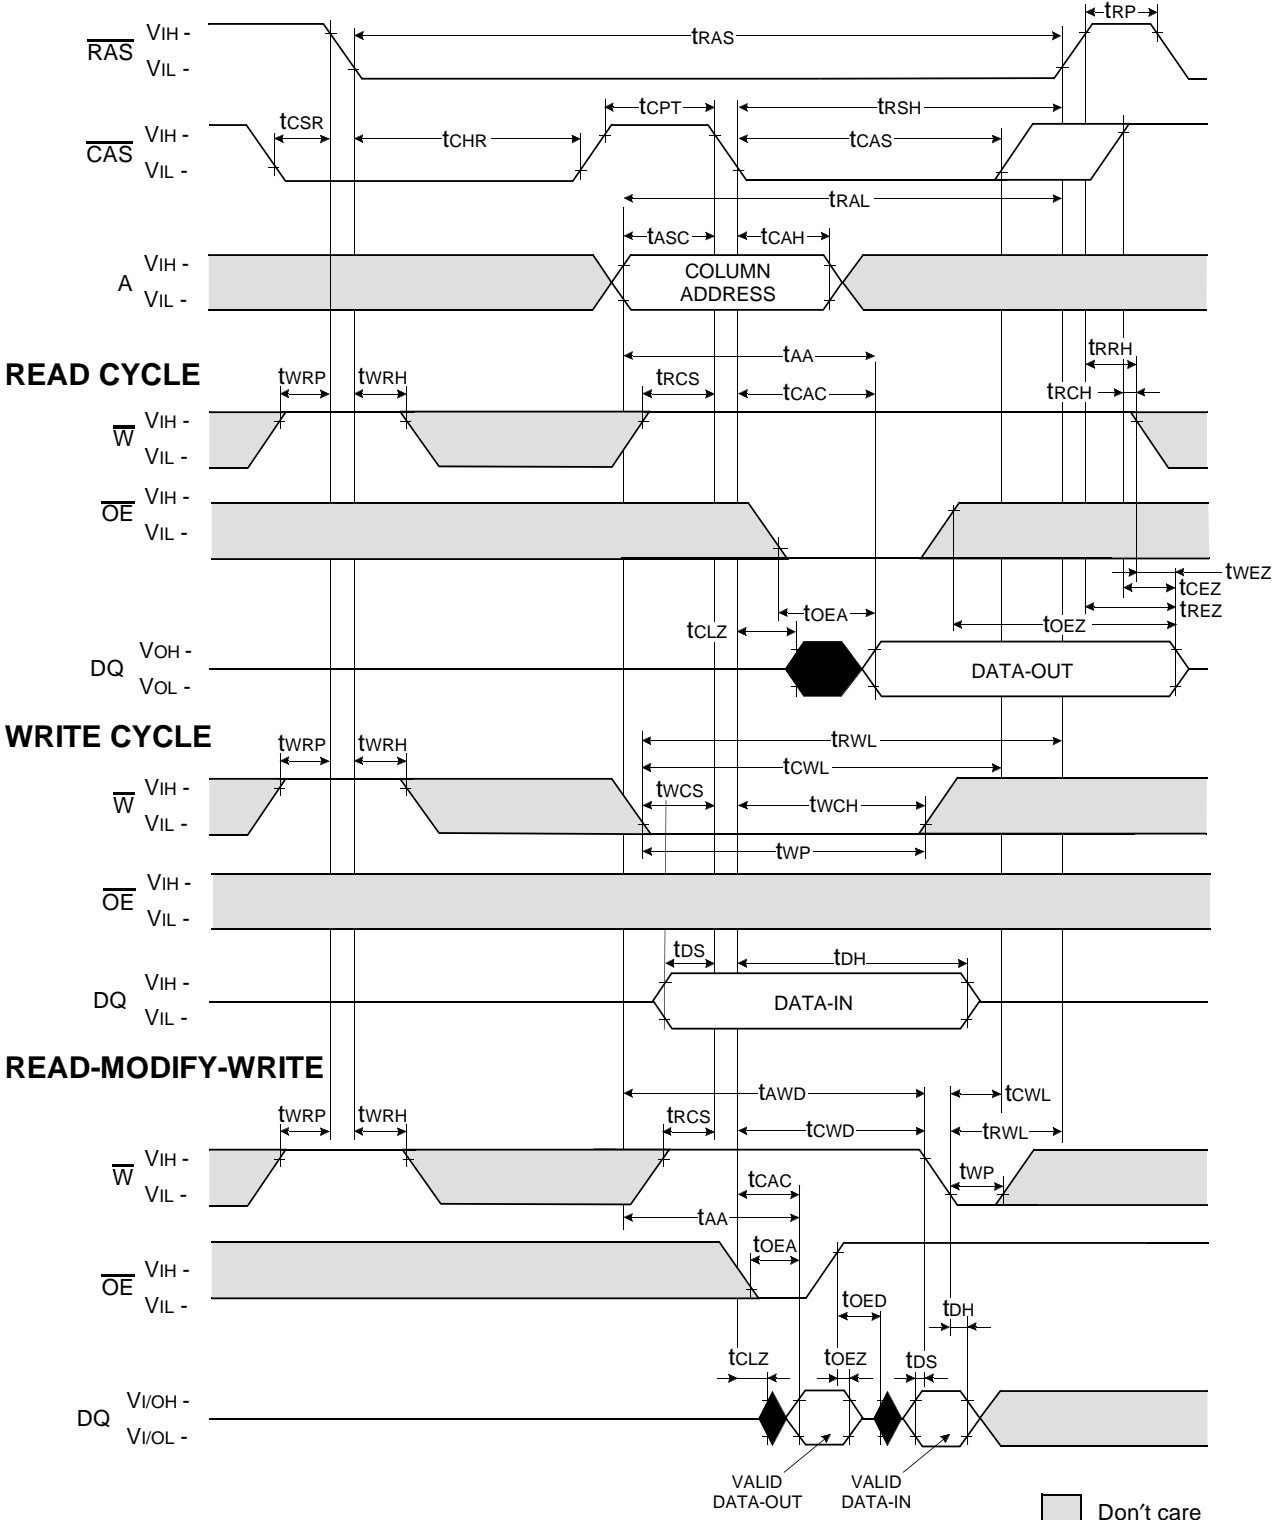 tRP
RAS VIH -
VIL -
tRAS
tCPT
tRSH
tCSR
CAS VIH -
VIL -
tCHR
tCAS
tRAL
tASC
tCAH
A VIH -
VIL -
COLUMN
ADDRESS
READ CYCLE
tAA
tRRH
tWRP
tWRH
tRCS
tCAC
tRCH
W VIH -
VIL -
OE VIH -
VIL -
tWEZ
tCEZ
tREZ
tOEA
tOEZ
tCLZ
DQ VOH -
VOL -
DATA-OUT
WRITE CYCLE
tWRP
tWRH
tRWL
tCWL
tWCS
tWCH
W VIH -
VIL -
tWP
OE VIH -
VIL -
tDS
tDH
DQ VIH -
VIL -
DATA-IN
READ-MODIFY-WRITE
tAWD
tCWL
tWRP
tWRH
tRCS
tCWD
tRWL
W VIH -
VIL -
tCAC
tWP
tAA
tOEA
OE VIH -
VIL -
tOED
tDH
tCLZ
tOEZ
tDS
DQ VI/OH -
VI/OL -
VALID
DATA-OUT
VALID
DATA-IN
Don′t care